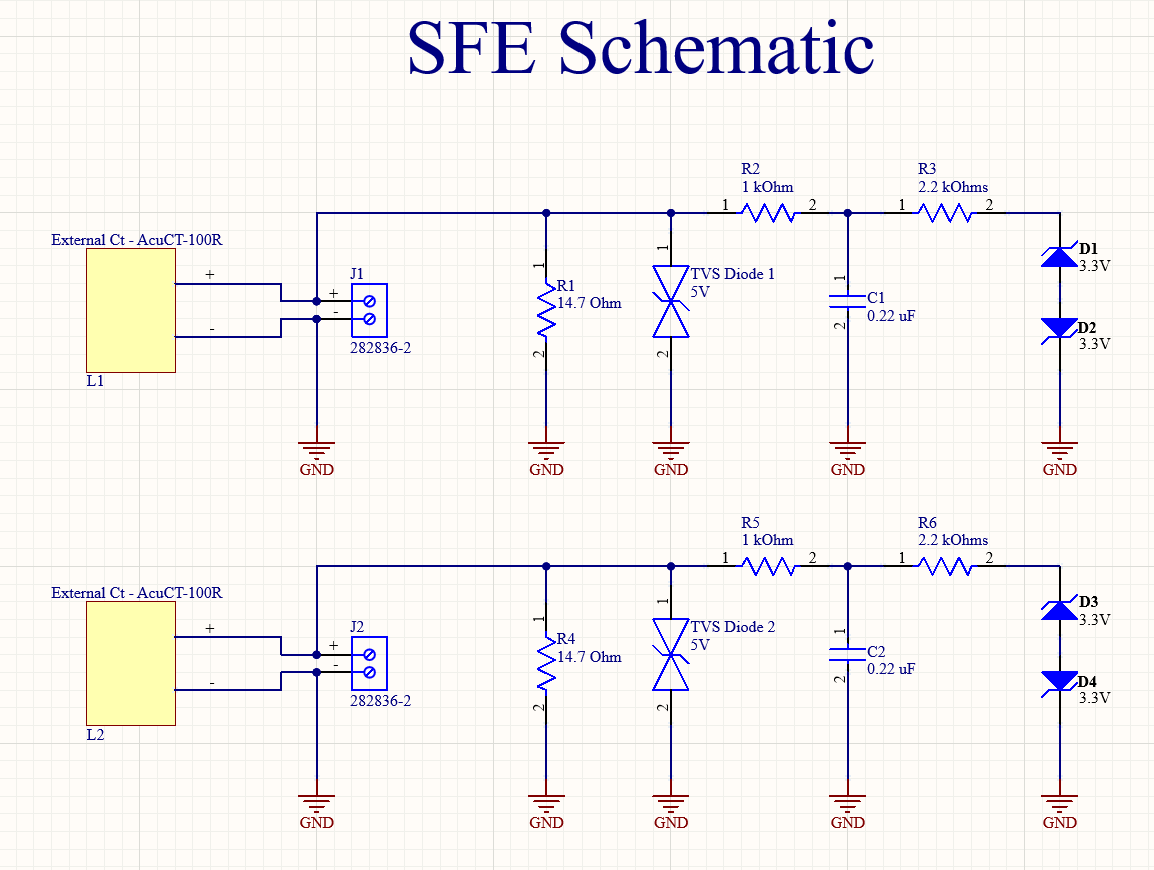 SFE Schematic
R2
1 kOhm
R3
2.2 kOhms
1
2
1
2
External Ct - AcuCT-100R
+
-
L1
J1
+
-
282836-2
1
R1
14.7 Ohm
2
1
TVS Diode 1
5V
2
1
C1
0.22 uF
2
D1
3.3V
D2
3.3V
GND
GND
GND
GND
GND
R5
1 kOhm
R6
2.2 kOhms
1
2
1
2
External Ct - AcuCT-100R
+
-
L2
J2
+
-
282836-2
1
R4
14.7 Ohm
2
1
TVS Diode 2
5V
2
1
C2
0.22 uF
2
D3
3.3V
D4
3.3V
GND
GND
GND
GND
GND